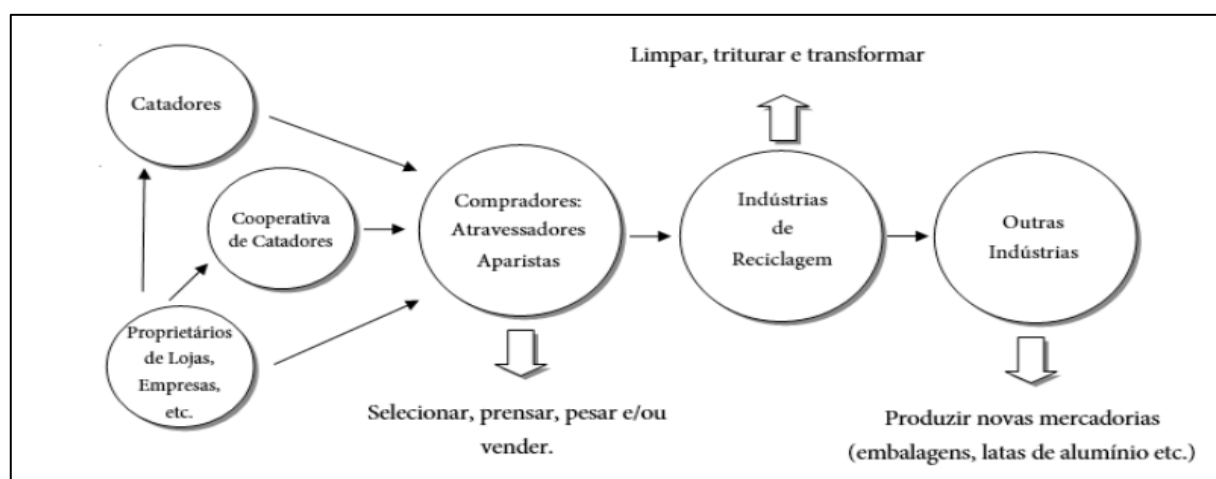 Limpar, triturar e transformar
Catadores
Cooperativa
de Catadores
Compradores:
Atravessadores
Aparistas
Indústrias
de
Reciclagem
Outras
Indústrias
Proprietários
de Lojas,
Empresas,
etc.
Selecionar, prensar, pesar e/ou
vender.
Produzir novas mercadorias
(embalagens, latas de alumínio etc.)